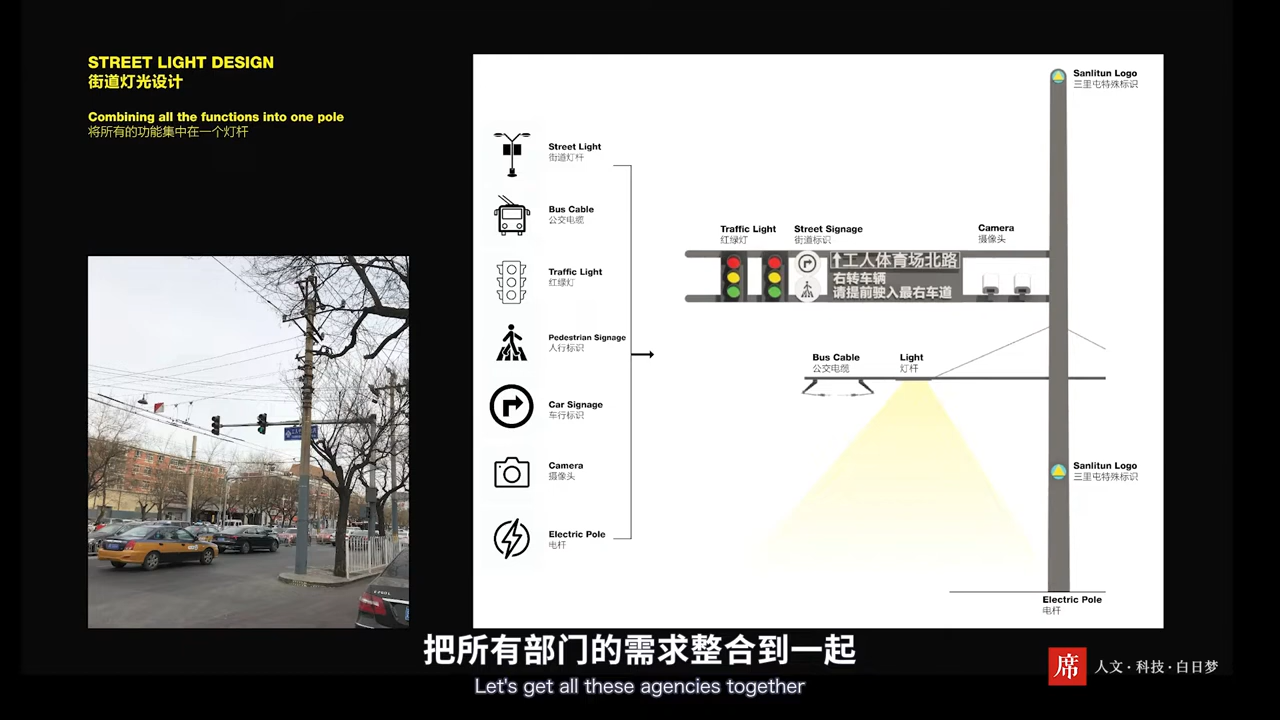 STREET LIGHT DESIGN
街道灯光设计
Combining all the functions into one pole
将所有的功能集中在一个灯杆
Street Light
街道灯杆
Bus Cable
公交电缆
Traffic Light
红绿灯
Pedestrian Signage
人行标识
Car Signage
车行标识
Camera
摄像头
Electric Pole
电杆
Sanlitun Logo
三里屯特殊标识
Traffic Light
红绿灯
Street Signage
街道标识
Camera
摄像头
工人体育场北路
右转车辆
请提前驶入最右车道
Bus Cable
公交电缆
Light
灯杆
Sanlitun Logo
三里屯特殊标识
Electric Pole
电杆
把所有部门的需求整合到一起
Let's get all these agencies together
席
人文·科技·白日梦